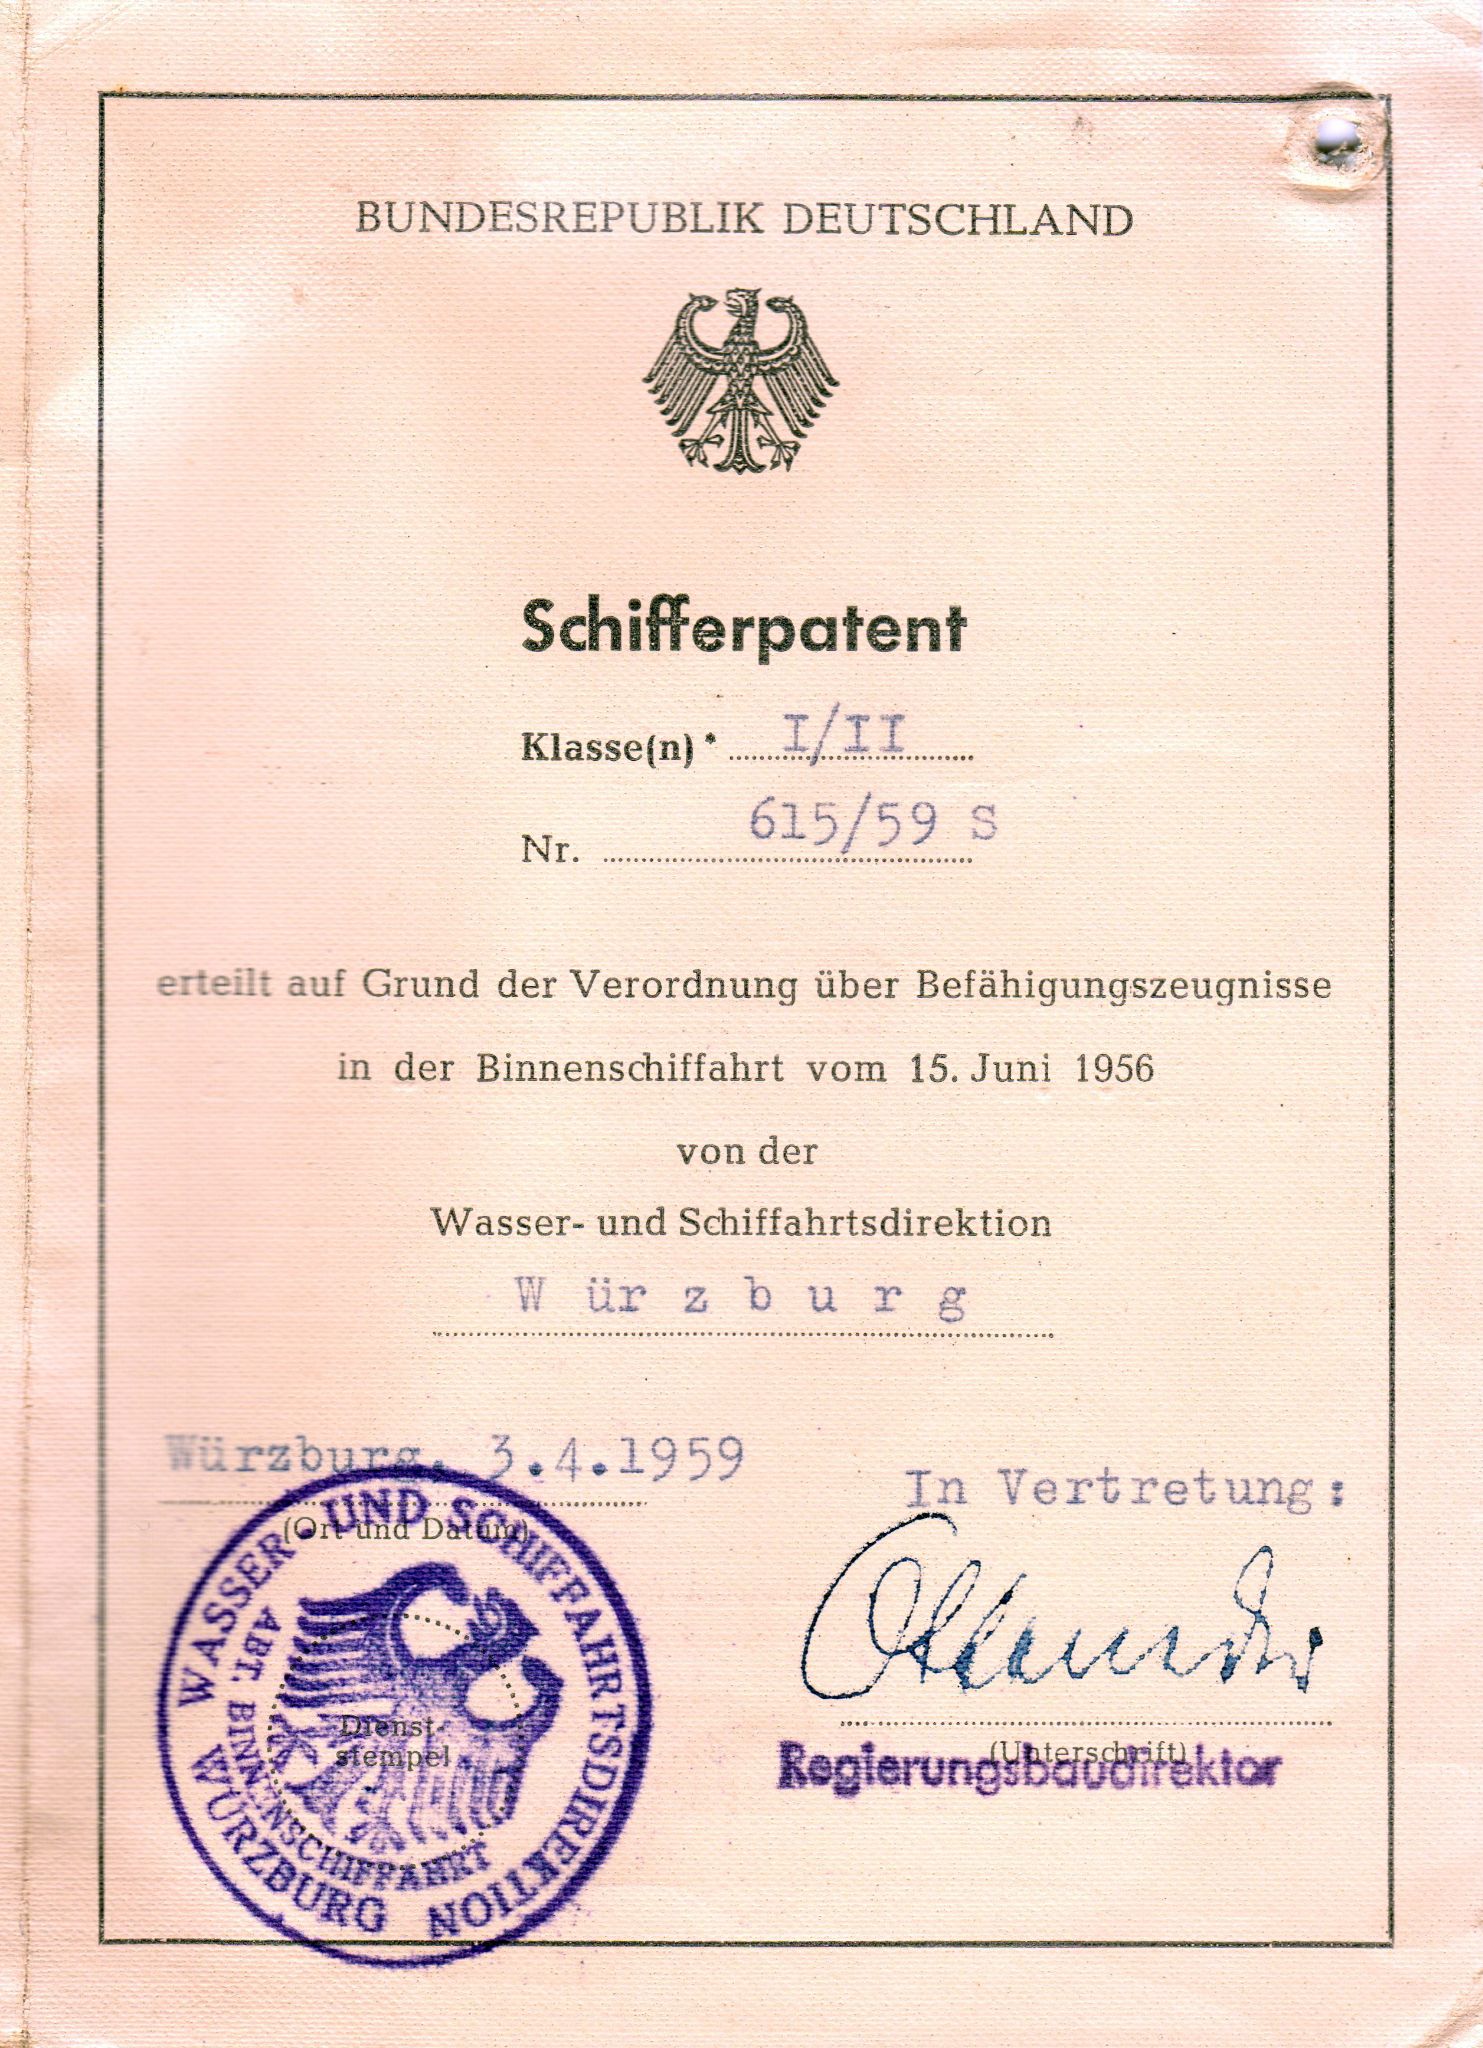 BUNDESREPUBLIK DEUTSCHLAND
Schifferpatent
Klasse(n) * I/II
Nr. 615/59 S
erteilt auf Grund der Verordnung über Befähigungszeugnisse
in der Binnenschiffahrt vom 15. Juni 1956
von der
Wasser- und Schiffahrtsdirektion
W ü r z b u r g
Würzburg, 3.4.1959
(Ort und Datum)
In Vertretung:
(Unterschrift)
Regierungsbaudirektor
Dienst-
stempel
WASSER- UND SCHIFFAHRTSDIREKTION
WÜRZBURG
ABT. BINNENSCHIFFAHRT